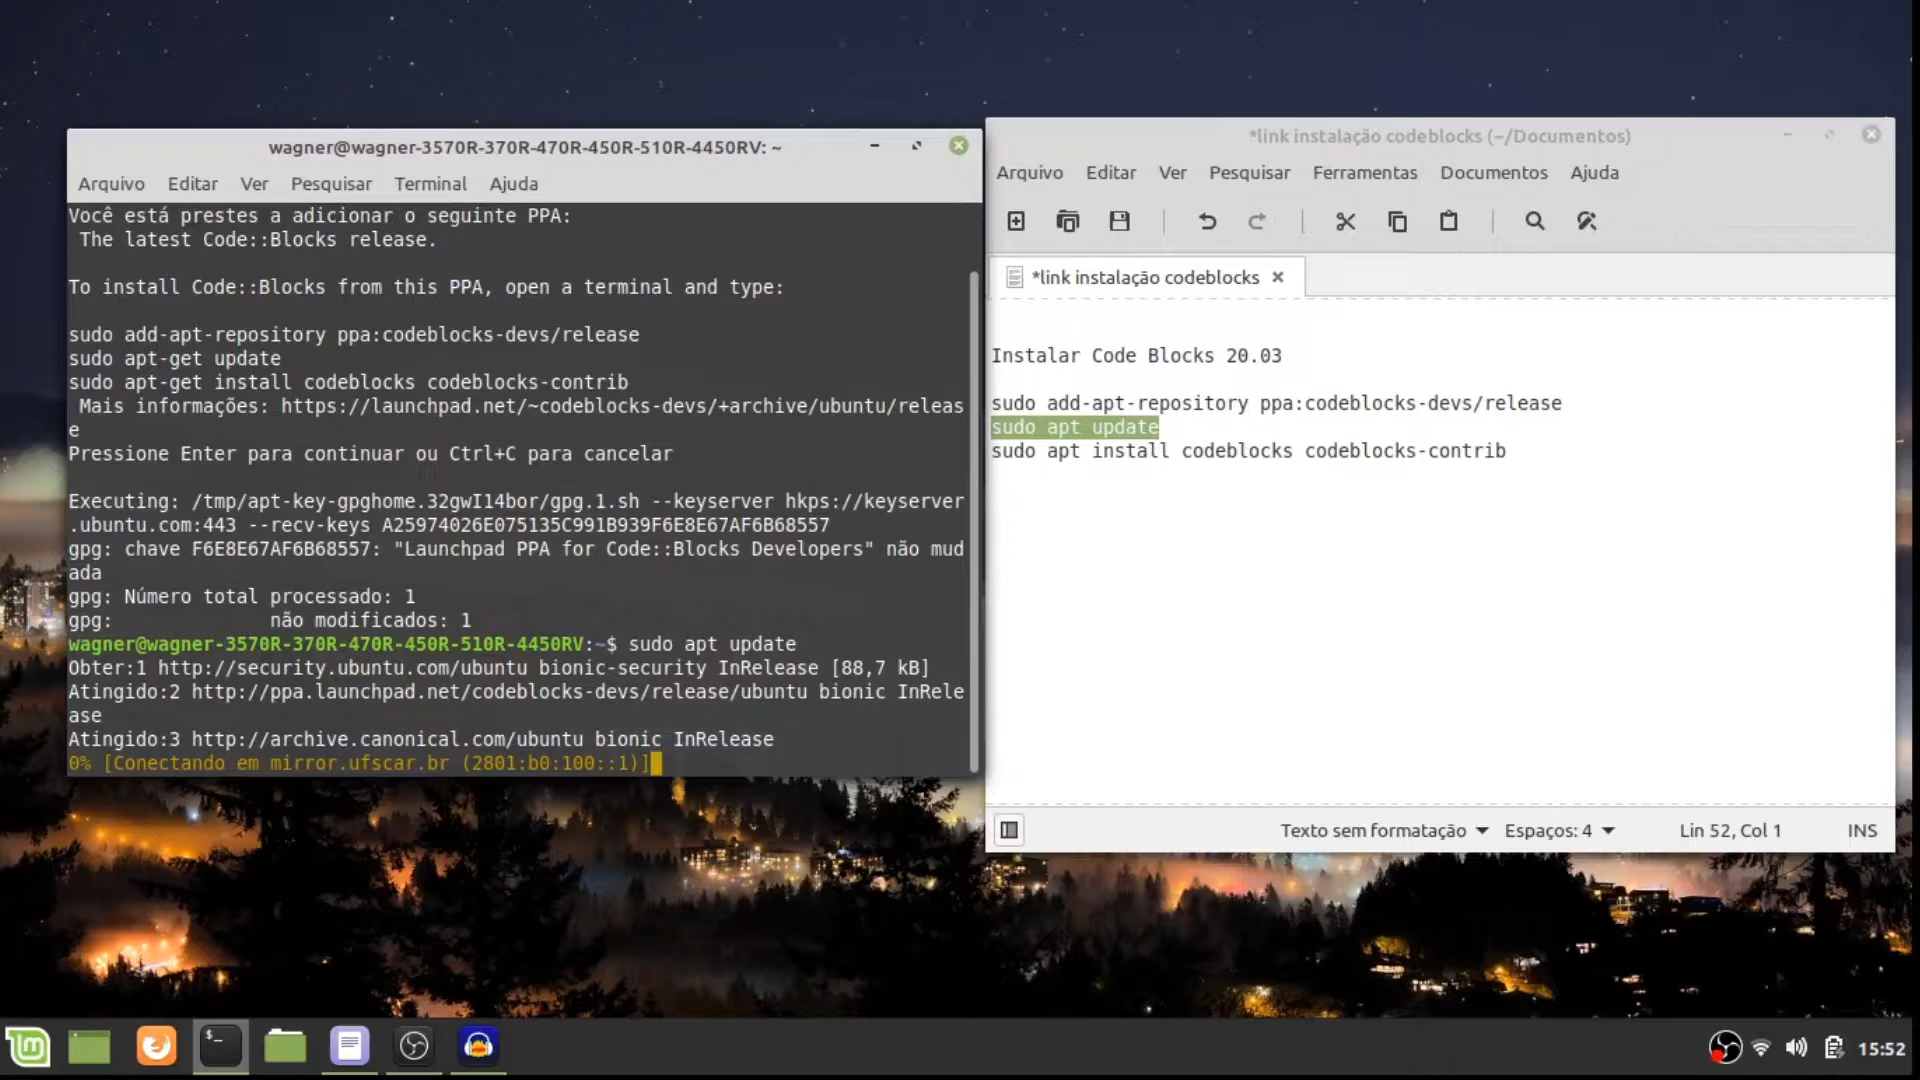 wagner@wagner-3570R-370R-470R-450R-510R-4450RV: ~
Arquivo Editar Ver Pesquisar Terminal Ajuda
Você está prestes a adicionar o seguinte PPA:
The latest Code::Blocks release.
To install Code::Blocks from this PPA, open a terminal and type:
sudo add-apt-repository ppa:codeblocks-devs/release
sudo apt-get update
sudo apt-get install codeblocks codeblocks-contrib
Mais informações: https://launchpad.net/~codeblocks-devs/+archive/ubuntu/releas
e
Pressione Enter para continuar ou Ctrl+C para cancelar
Executing: /tmp/apt-key-gpghome.32gwI14bor/gpg.1.sh --keyserver hkps://keyserver
.ubuntu.com:443 --recv-keys A25974026E075135C991B939F6E8E67AF6B68557
gpg: chave F6E8E67AF6B68557: "Launchpad PPA for Code::Blocks Developers" não mud
ada
gpg: Número total processado: 1
gpg: não modificados: 1
wagner@wagner-3570R-370R-470R-450R-510R-4450RV:~$ sudo apt update
Obter:1 http://security.ubuntu.com/ubuntu bionic-security InRelease [88,7 kB]
Atingido:2 http://ppa.launchpad.net/codeblocks-devs/release/ubuntu bionic InRele
ase
Atingido:3 http://archive.canonical.com/ubuntu bionic InRelease
0% [Conectando em mirror.ufscar.br (2801:b0:100::1)]
*link instalação codeblocks (~/Documentos)
Arquivo Editar Ver Pesquisar Ferramentas Documentos Ajuda
*link instalação codeblocks
Instalar Code Blocks 20.03
sudo add-apt-repository ppa:codeblocks-devs/release
sudo apt update
sudo apt install codeblocks codeblocks-contrib
Texto sem formatação Espaços: 4 Lin 52, Col 1 INS
15:52